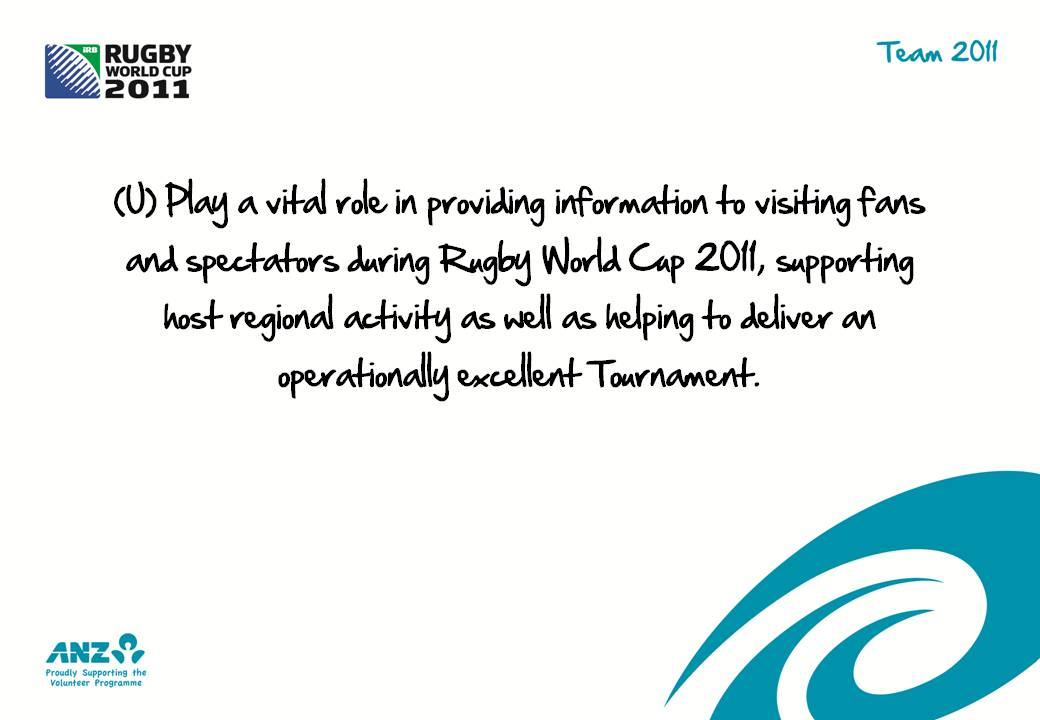 iRB
RUGBY
WORLD CUP
2011
Team 2011
(U) Play a vital role in providing information to visiting fans
and spectators during Rugby World Cup 2011, supporting
host regional activity as well as helping to deliver an
operationally excellent Tournament.
ANZ
Proudly Supporting the
Volunteer Programme